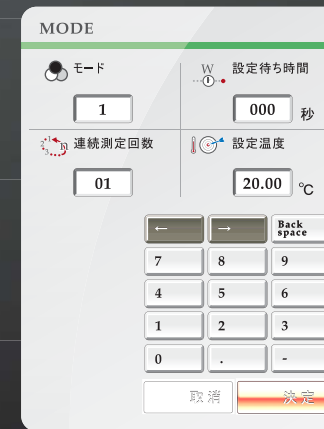 MODE
モード
W 設定待ち時間
1
000 秒
連続測定回数
設定温度
01
20.00 ℃
← → Back space
7 8 9
4 5 6
1 2 3
0 . -
取消 決定